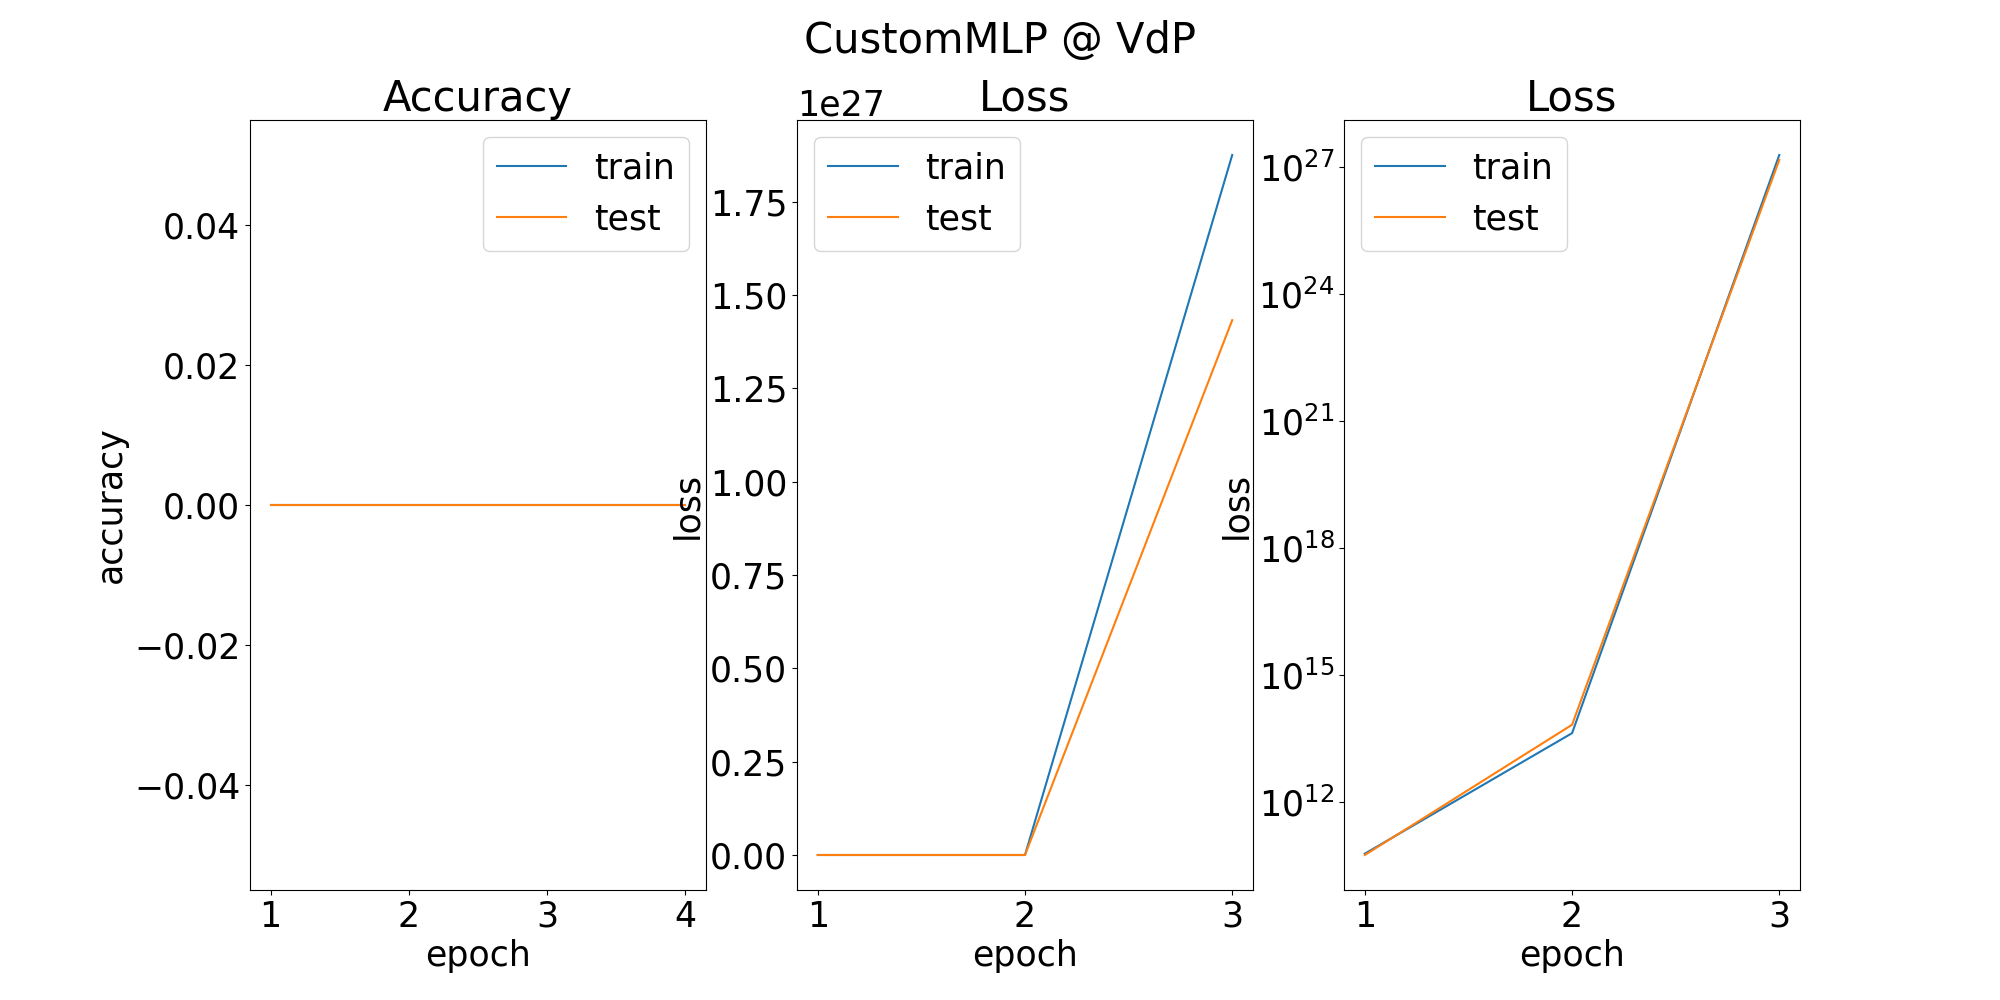 CustomMLP @ VdP
Accuracy
train
test
0.04
0.02
0.00
−0.02
−0.04
accuracy
1 2 3 4
epoch
Loss
1e27
train
test
1.75
1.50
1.25
1.00
0.75
0.50
0.25
0.00
loss
1 2 3
epoch
Loss
train
test
10^27
10^24
10^21
10^18
10^15
10^12
loss
1 2 3
epoch